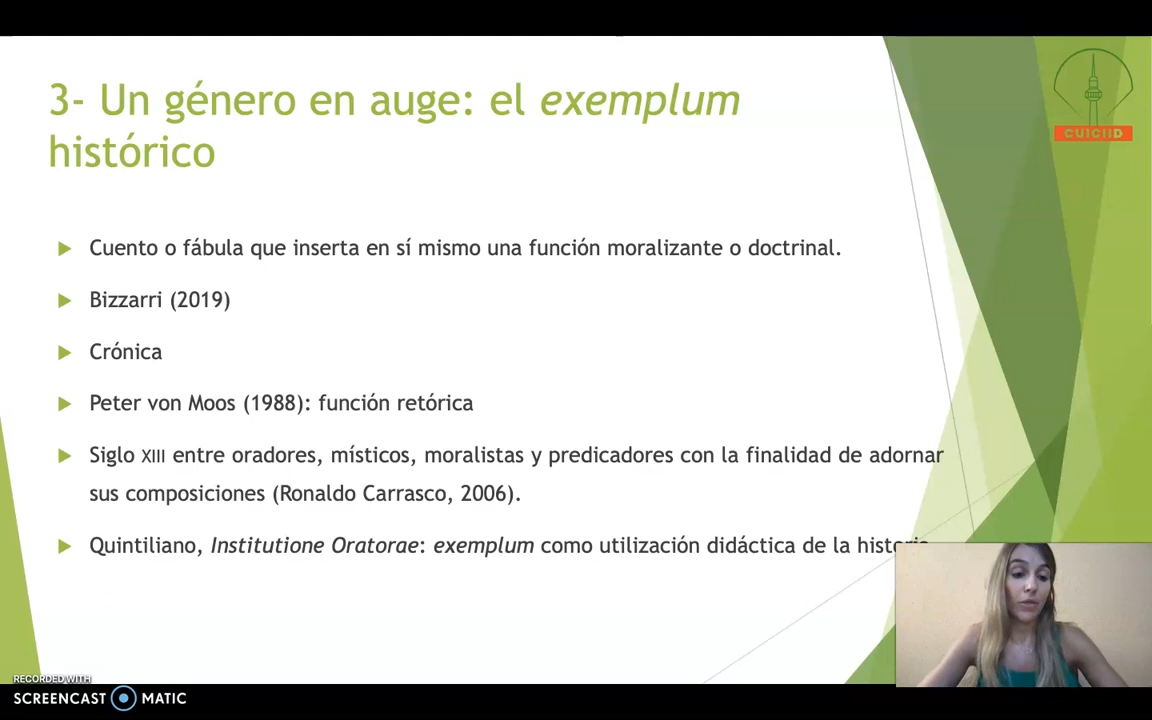 3- Un género en auge: el exemplum
histórico
CUICIID
Cuento o fábula que inserta en sí mismo una función moralizante o doctrinal.
Bizzarri (2019)
Crónica
Peter von Moos (1988): función retórica
Siglo XIII entre oradores, místicos, moralistas y predicadores con la finalidad de adornar
sus composiciones (Ronaldo Carrasco, 2006).
Quintiliano, Institutione Oratorae: exemplum como utilización didáctica de la historia
RECORDED WITH
SCREENCAST MATIC